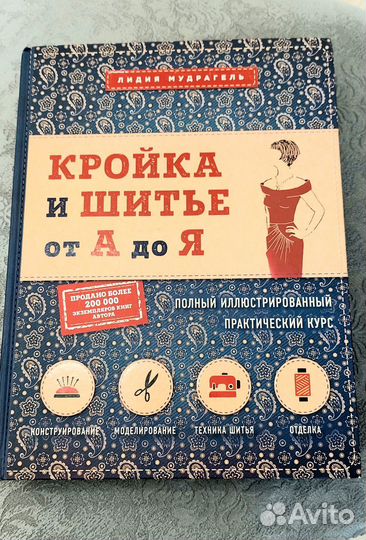 ЛИДИЯ МУДРАГЕЛЬ
КРОЙКА
И ШИТЬЕ
ОТ А ДО Я
ПРОДАНО БОЛЕЕ
200 000
ЭКЗЕМПЛЯРОВ КНИГ
АВТОРА
ПОЛНЫЙ ИЛЛЮСТРИРОВАННЫЙ
ПРАКТИЧЕСКИЙ КУРС
КОНСТРУИРОВАНИЕ МОДЕЛИРОВАНИЕ ТЕХНИКА ШИТЬЯ ОТДЕЛКА
Avito